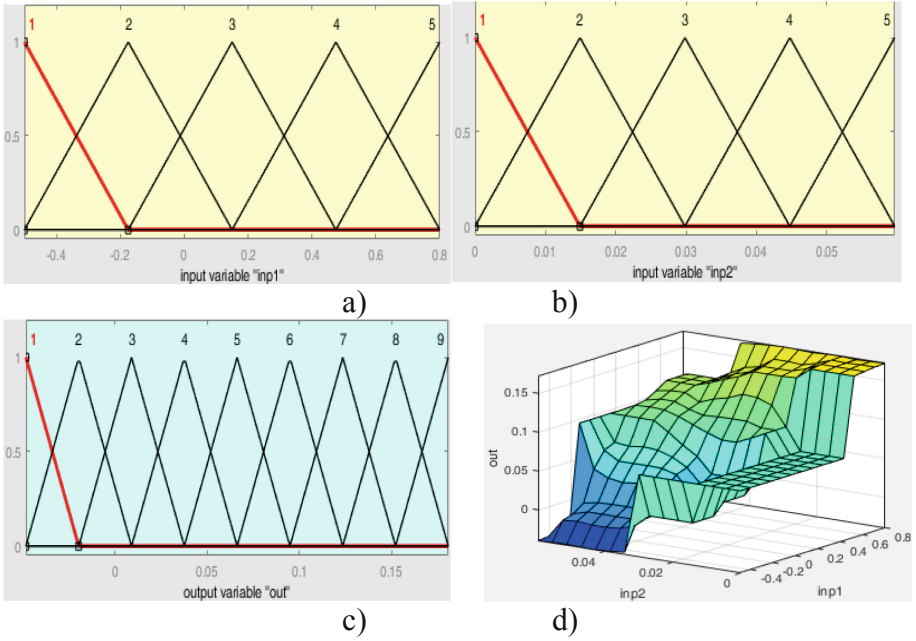 1 2 3 4 5
1
0.5
0
-0.4 -0.2 0 0.2 0.4 0.6 0.8
input variable "inp1"
a)
1 2 3 4 5
1
0.5
0
0 0.01 0.02 0.03 0.04 0.05
input variable "inp2"
b)
1 2 3 4 5 6 7 8 9
1
0.5
0
0 0.05 0.1 0.15
output variable "out"
c)
0.15
0.1
0.05
0
out
0.04 0.02 0
inp2
-0.4 -0.2 0 0.2 0.4 0.6 0.8
inp1
d)